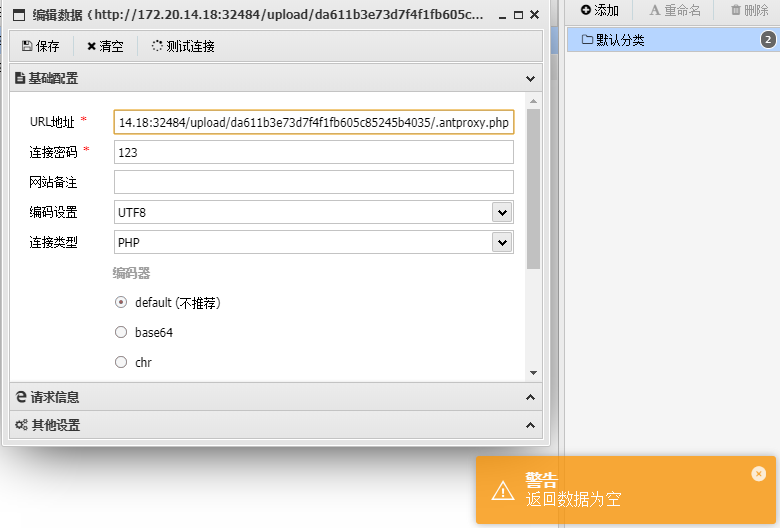 编辑数据 (http://172.20.14.18:32484/upload/da611b3e73d7f4f1fb605c...
添加 重命名 删除
保存 清空 测试连接
默认分类 2
基础配置
URL地址 * 14.18:32484/upload/da611b3e73d7f4f1fb605c85245b4035/.antproxy.php
连接密码 * 123
网站备注
编码设置 UTF8
连接类型 PHP
编码器
default (不推荐)
base64
chr
请求信息
其他设置
警告
返回数据为空